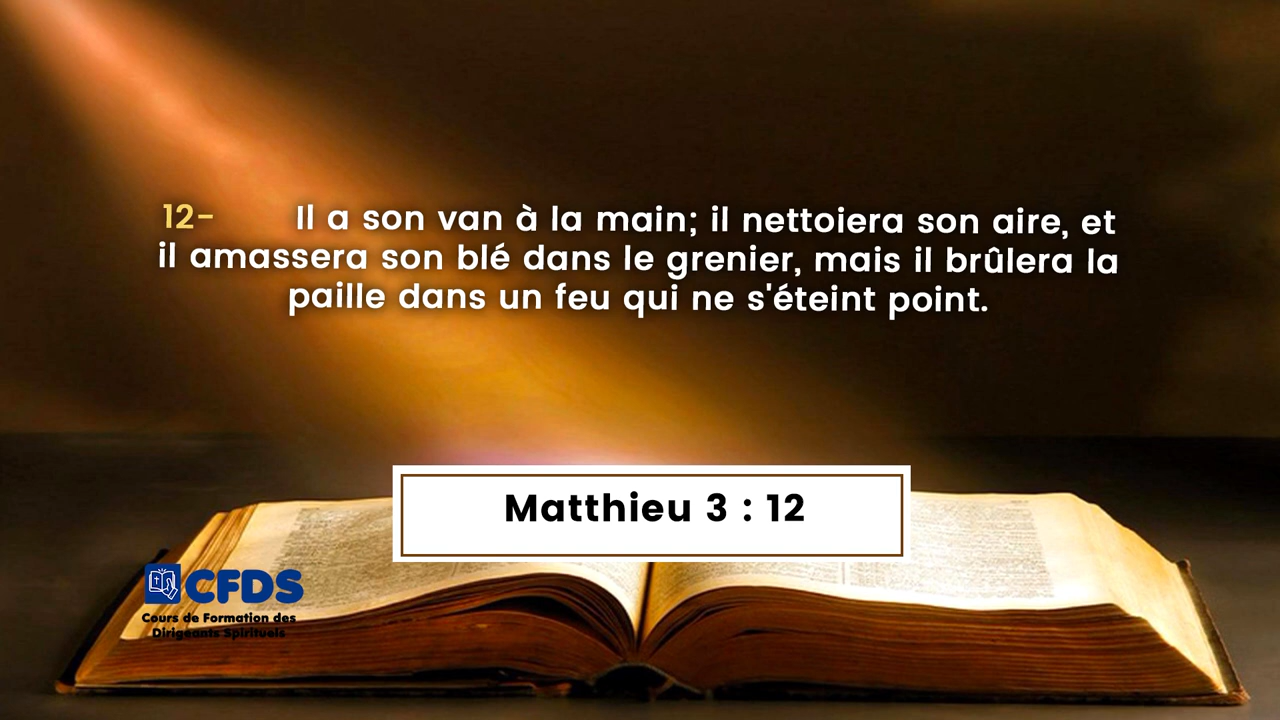 12- Il a son van à la main; il nettoiera son aire, et
il amassera son blé dans le grenier, mais il brûlera la
paille dans un feu qui ne s'éteint point.
Matthieu 3 : 12
CFDS
Cours de Formation des
Dirigeants Spirituels